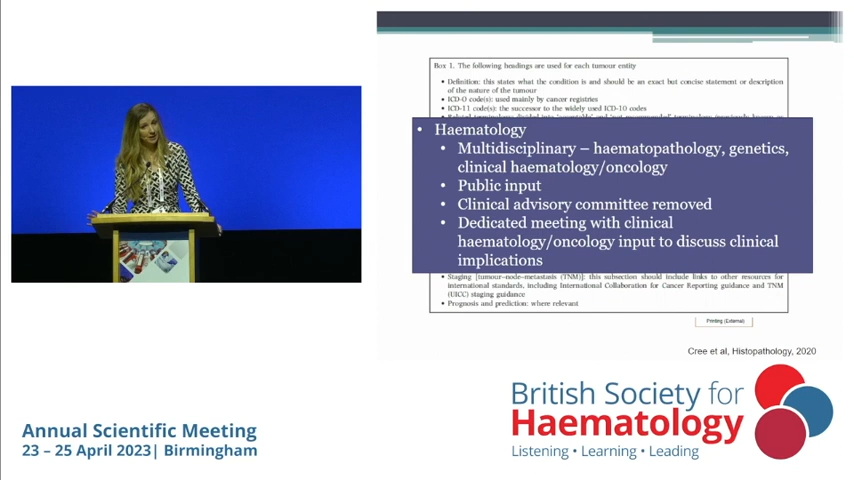 Box 1. The following headings are used for each tumour entity
• Definition: this states what the condition is and should be an exact but concise statement or description
of the nature of the tumour
• ICD-O code(s): used mainly by cancer registries
• ICD-11 code(s): the successor to the widely used ICD-10 codes
• Haematology
• Multidisciplinary – haematopathology, genetics,
clinical haematology/oncology
• Public input
• Clinical advisory committee removed
• Dedicated meeting with clinical
haematology/oncology input to discuss clinical
implications
• Staging [tumour–node–metastasis (TNM)]: this subsection should include links to other resources for
international standards, including International Collaboration for Cancer Reporting guidance and TNM
(UICC) staging guidance
• Prognosis and prediction: where relevant
Printing (External)
Cree et al, Histopathology, 2020
British Society for
Haematology
Listening • Learning • Leading
Annual Scientific Meeting
23 – 25 April 2023| Birmingham